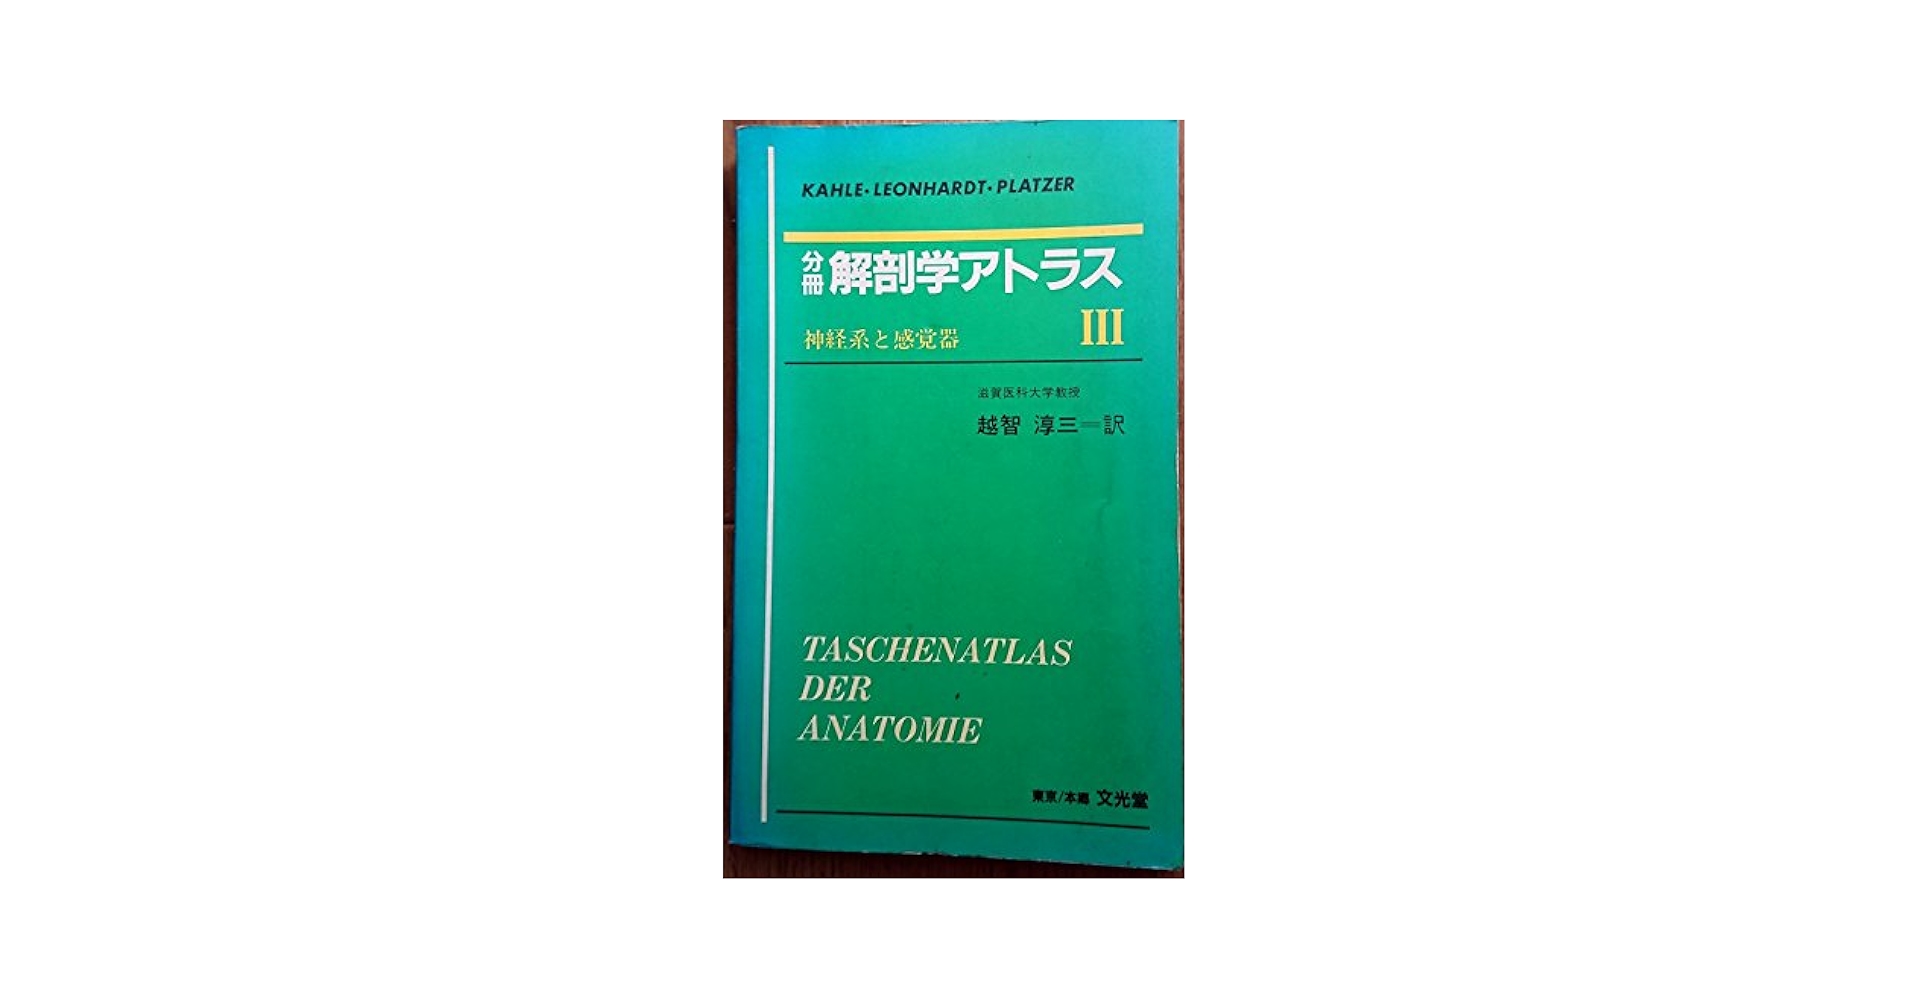 KAHLE・LEONHARDT・PLATZER
分冊 解剖学アトラス
III
神経系と感覚器
滋賀医科大学教授
越智 淳三＝訳
TASCHENATLAS
DER
ANATOMIE
東京/本郷 文光堂